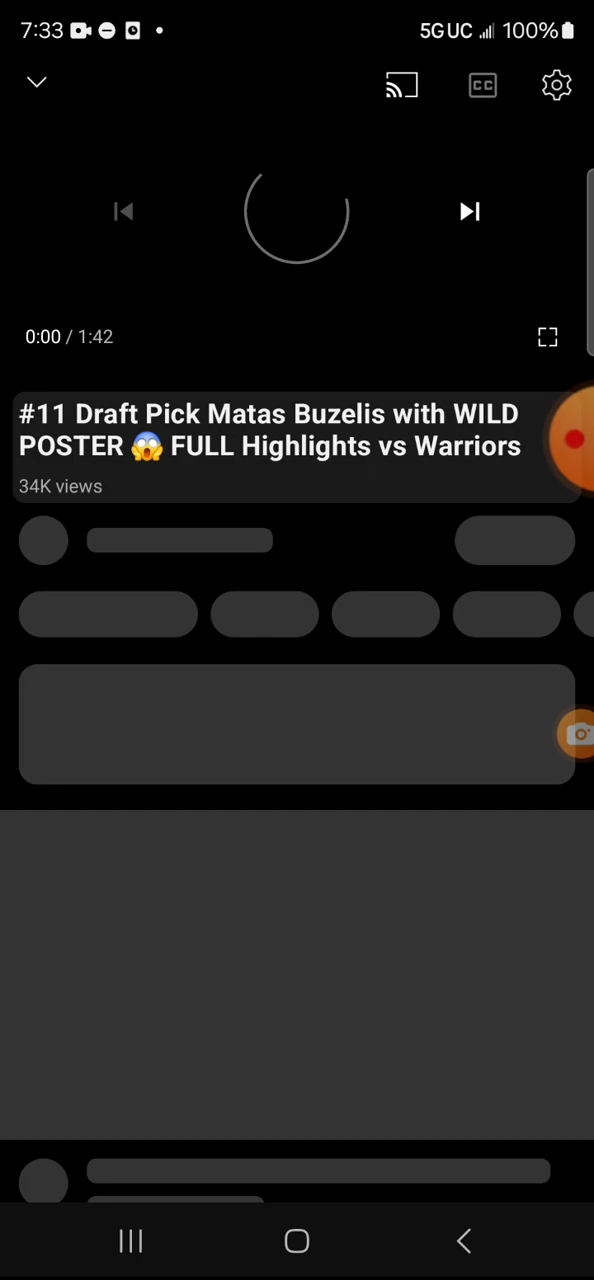 7:33
5G UC 100%
CC
0:00 / 1:42
#11 Draft Pick Matas Buzelis with WILD
POSTER 😱 FULL Highlights vs Warriors
34K views